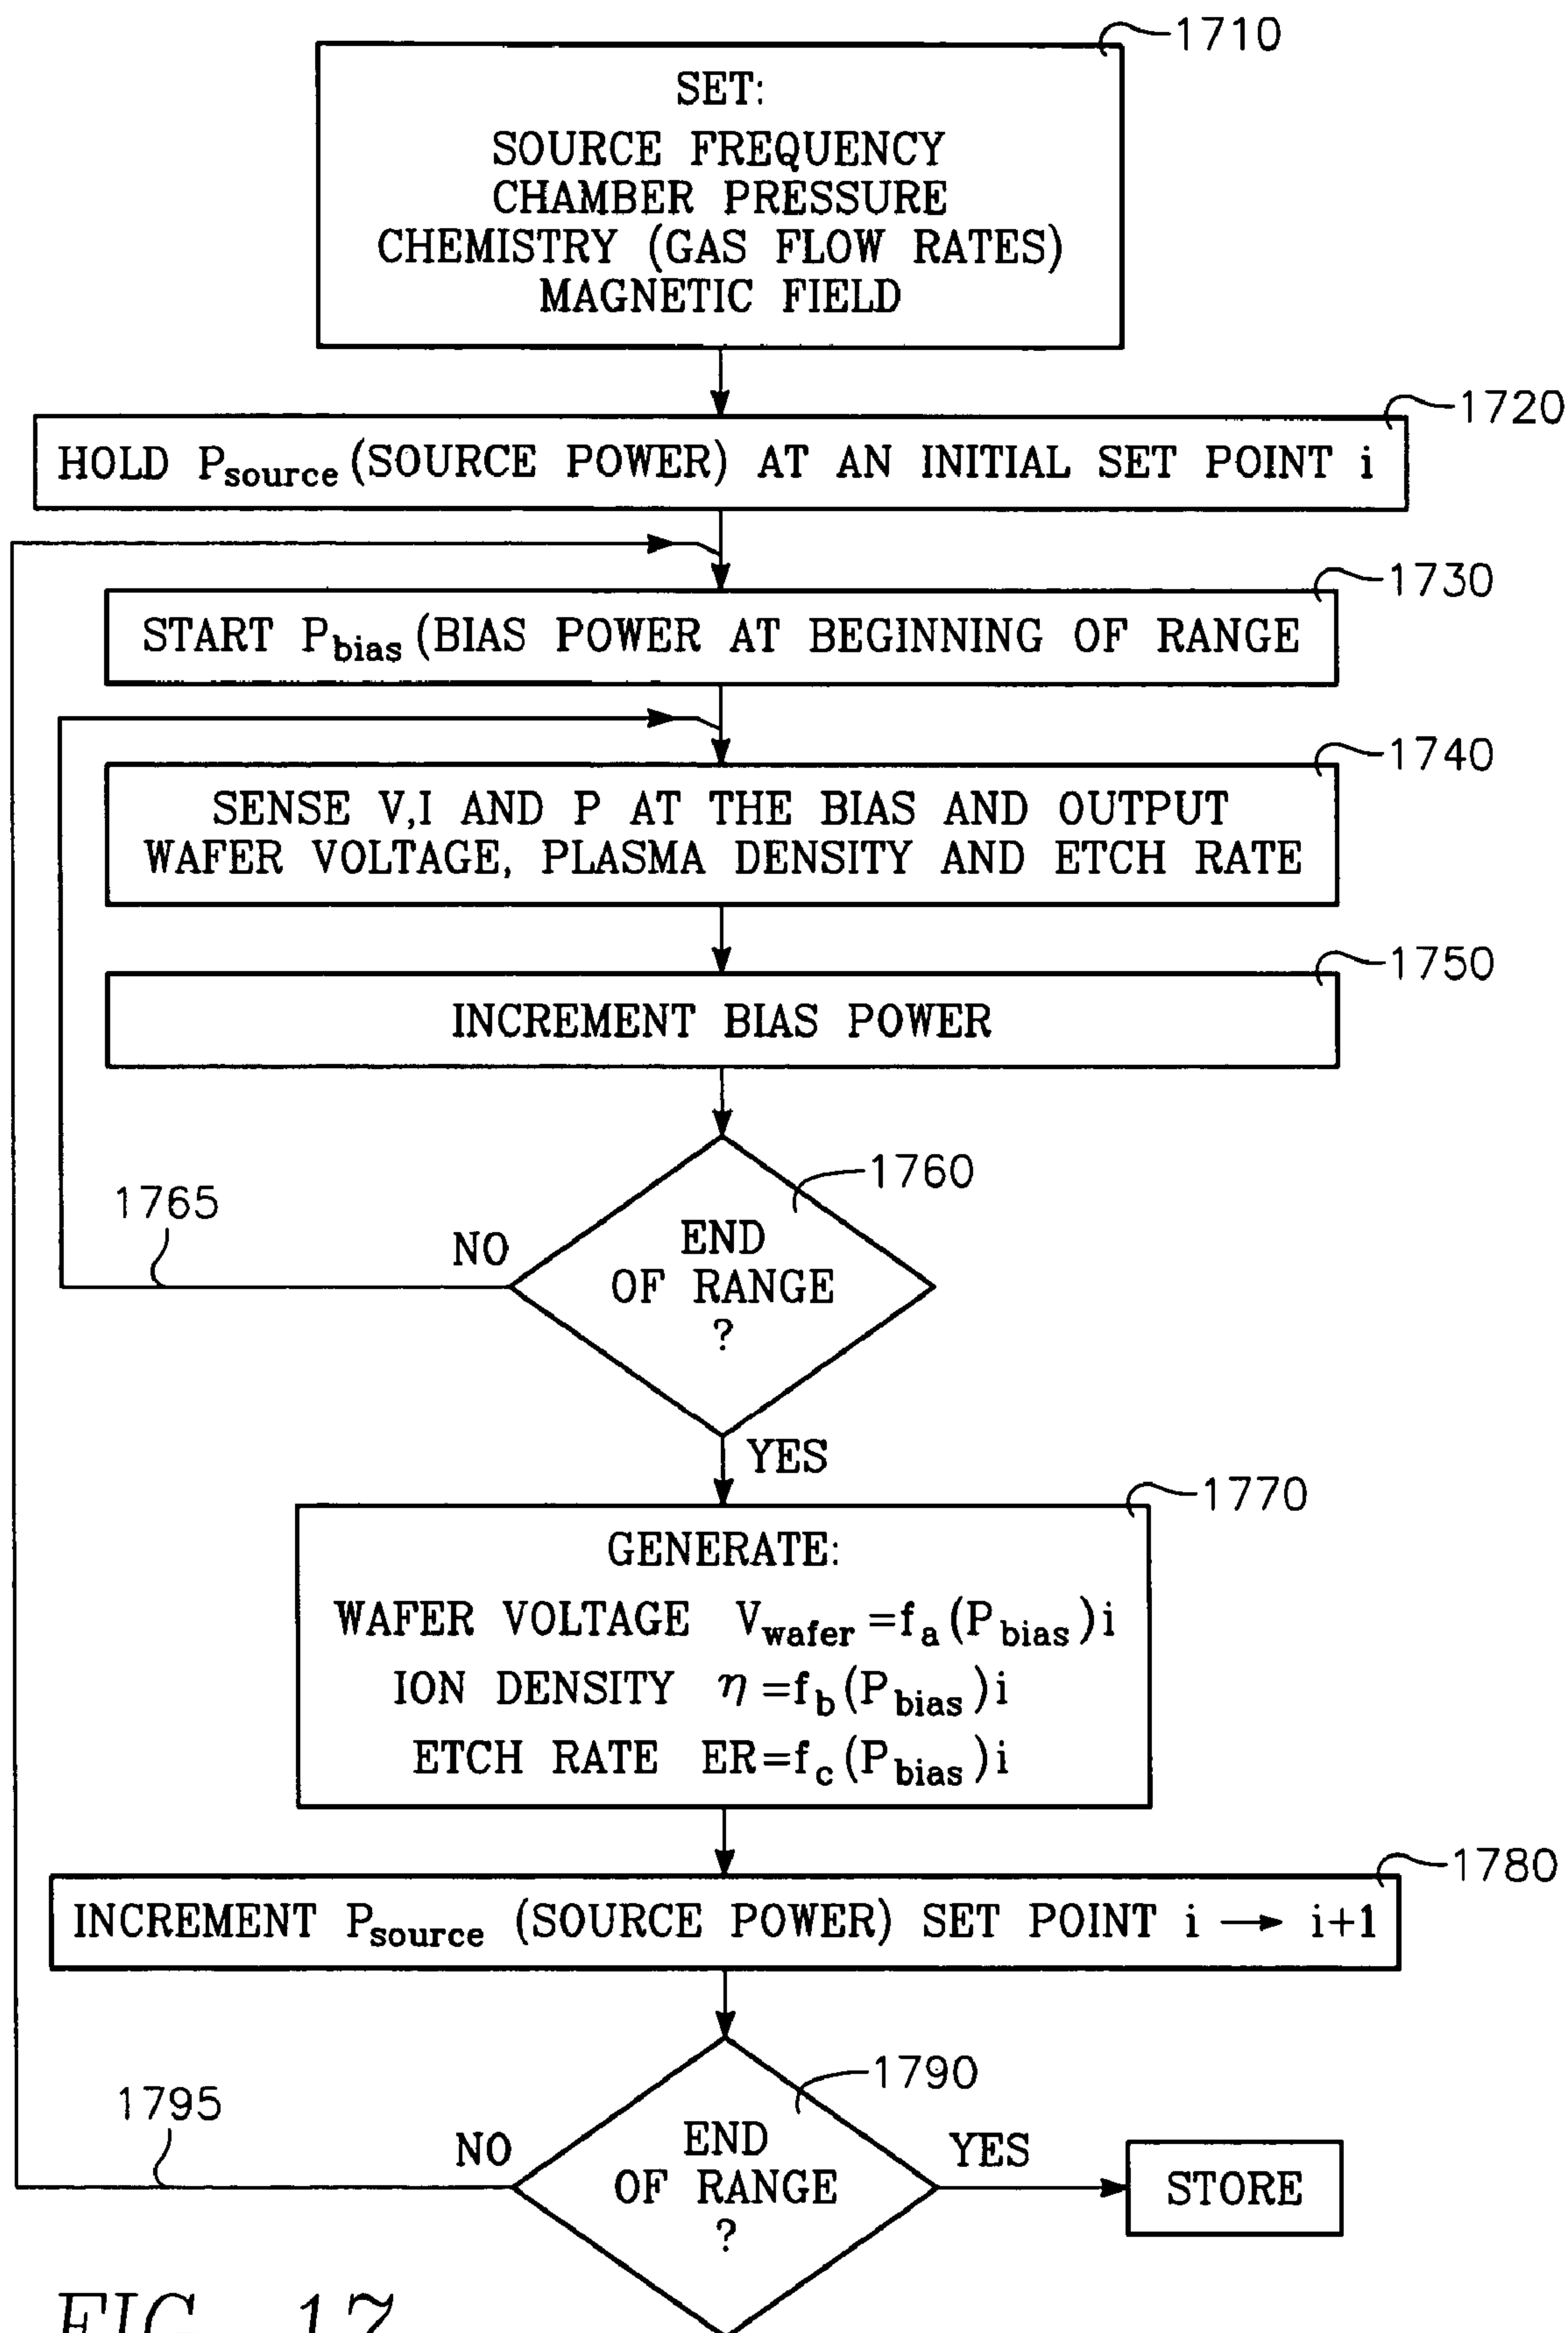 1710
SET:
SOURCE FREQUENCY
CHAMBER PRESSURE
CHEMISTRY (GAS FLOW RATES)
MAGNETIC FIELD
1720
HOLD Psource (SOURCE POWER) AT AN INITIAL SET POINT i
1730
START Pbias (BIAS POWER AT BEGINNING OF RANGE
1740
SENSE V,I AND P AT THE BIAS AND OUTPUT
WAFER VOLTAGE, PLASMA DENSITY AND ETCH RATE
1750
INCREMENT BIAS POWER
1760
1765
NO
END
OF RANGE
?
YES
1770
GENERATE:
WAFER VOLTAGE Vwafer =fa(Pbias)i
ION DENSITY η =fb(Pbias)i
ETCH RATE ER=fc(Pbias)i
1780
INCREMENT Psource (SOURCE POWER) SET POINT i → i+1
1790
1795
NO
END
OF RANGE
?
YES
STORE
FIG. 17